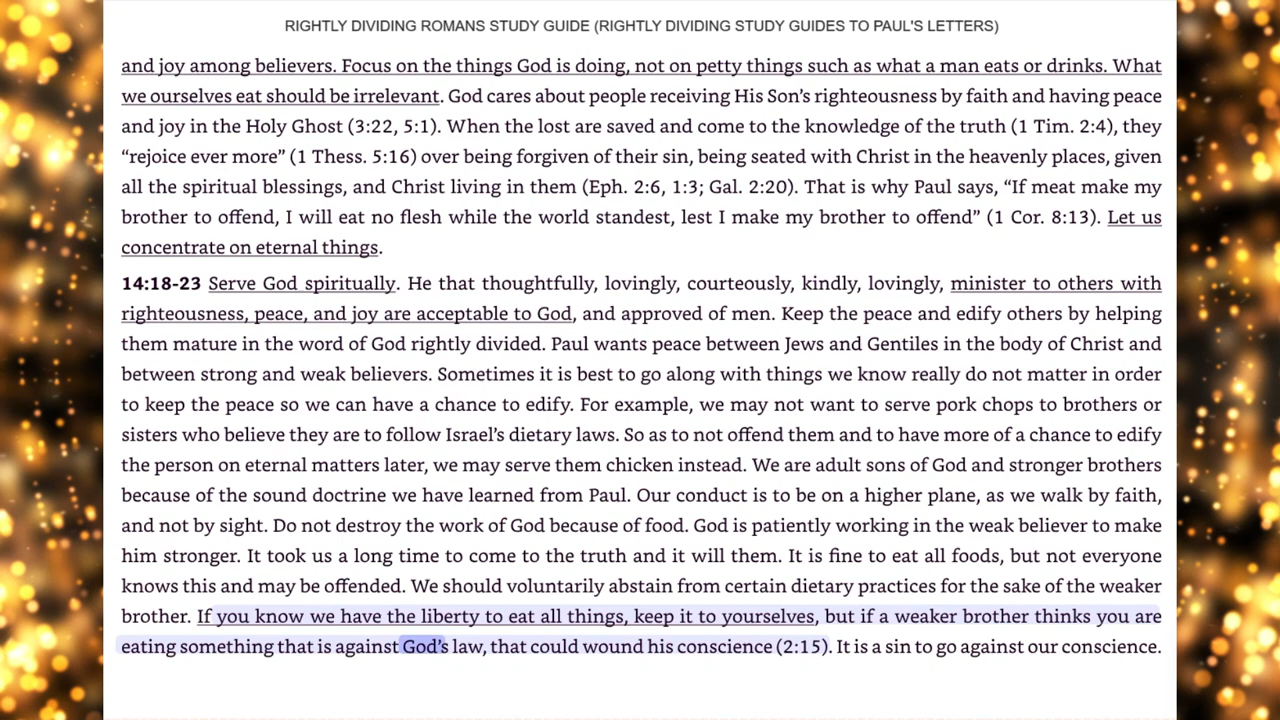 RIGHTLY DIVIDING ROMANS STUDY GUIDE (RIGHTLY DIVIDING STUDY GUIDES TO PAUL'S LETTERS)
and joy among believers. Focus on the things God is doing, not on petty things such as what a man eats or drinks. What
we ourselves eat should be irrelevant. God cares about people receiving His Son’s righteousness by faith and having peace
and joy in the Holy Ghost (3:22, 5:1). When the lost are saved and come to the knowledge of the truth (1 Tim. 2:4), they
“rejoice ever more” (1 Thess. 5:16) over being forgiven of their sin, being seated with Christ in the heavenly places, given
all the spiritual blessings, and Christ living in them (Eph. 2:6, 1:3; Gal. 2:20). That is why Paul says, “If meat make my
brother to offend, I will eat no flesh while the world standest, lest I make my brother to offend” (1 Cor. 8:13). Let us
concentrate on eternal things.
14:18-23 Serve God spiritually. He that thoughtfully, lovingly, courteously, kindly, lovingly, minister to others with
righteousness, peace, and joy are acceptable to God, and approved of men. Keep the peace and edify others by helping
them mature in the word of God rightly divided. Paul wants peace between Jews and Gentiles in the body of Christ and
between strong and weak believers. Sometimes it is best to go along with things we know really do not matter in order
to keep the peace so we can have a chance to edify. For example, we may not want to serve pork chops to brothers or
sisters who believe they are to follow Israel’s dietary laws. So as to not offend them and to have more of a chance to edify
the person on eternal matters later, we may serve them chicken instead. We are adult sons of God and stronger brothers
because of the sound doctrine we have learned from Paul. Our conduct is to be on a higher plane, as we walk by faith,
and not by sight. Do not destroy the work of God because of food. God is patiently working in the weak believer to make
him stronger. It took us a long time to come to the truth and it will them. It is fine to eat all foods, but not everyone
knows this and may be offended. We should voluntarily abstain from certain dietary practices for the sake of the weaker
brother. If you know we have the liberty to eat all things, keep it to yourselves, but if a weaker brother thinks you are
eating something that is against God’s law, that could wound his conscience (2:15). It is a sin to go against our conscience.